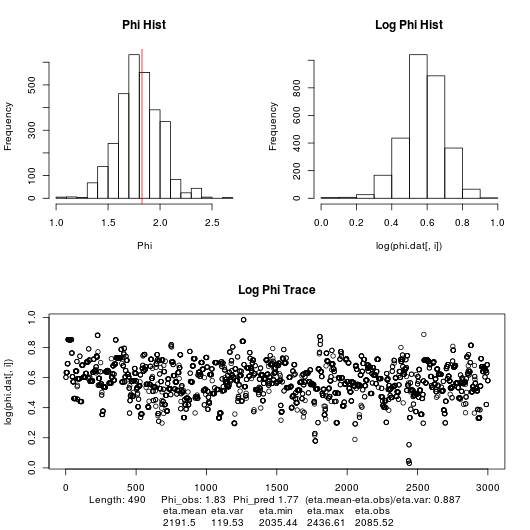 Phi Hist
Log Phi Hist
Frequency
0 100 300 500
1.0 1.5 2.0 2.5
Phi
Frequency
0 200 400 600 800
0.0 0.2 0.4 0.6 0.8 1.0
log(phi.dat[, i])
Log Phi Trace
log(phi.dat[, i])
0.0 0.2 0.4 0.6 0.8 1.0
0 500 1000 1500 2000 2500 3000
Length: 490 Phi_obs: 1.83 Phi_pred 1.77 (eta.mean-eta.obs)/eta.var: 0.887
eta.mean eta.var eta.min eta.max eta.obs
2191.5 119.53 2035.44 2436.61 2085.52